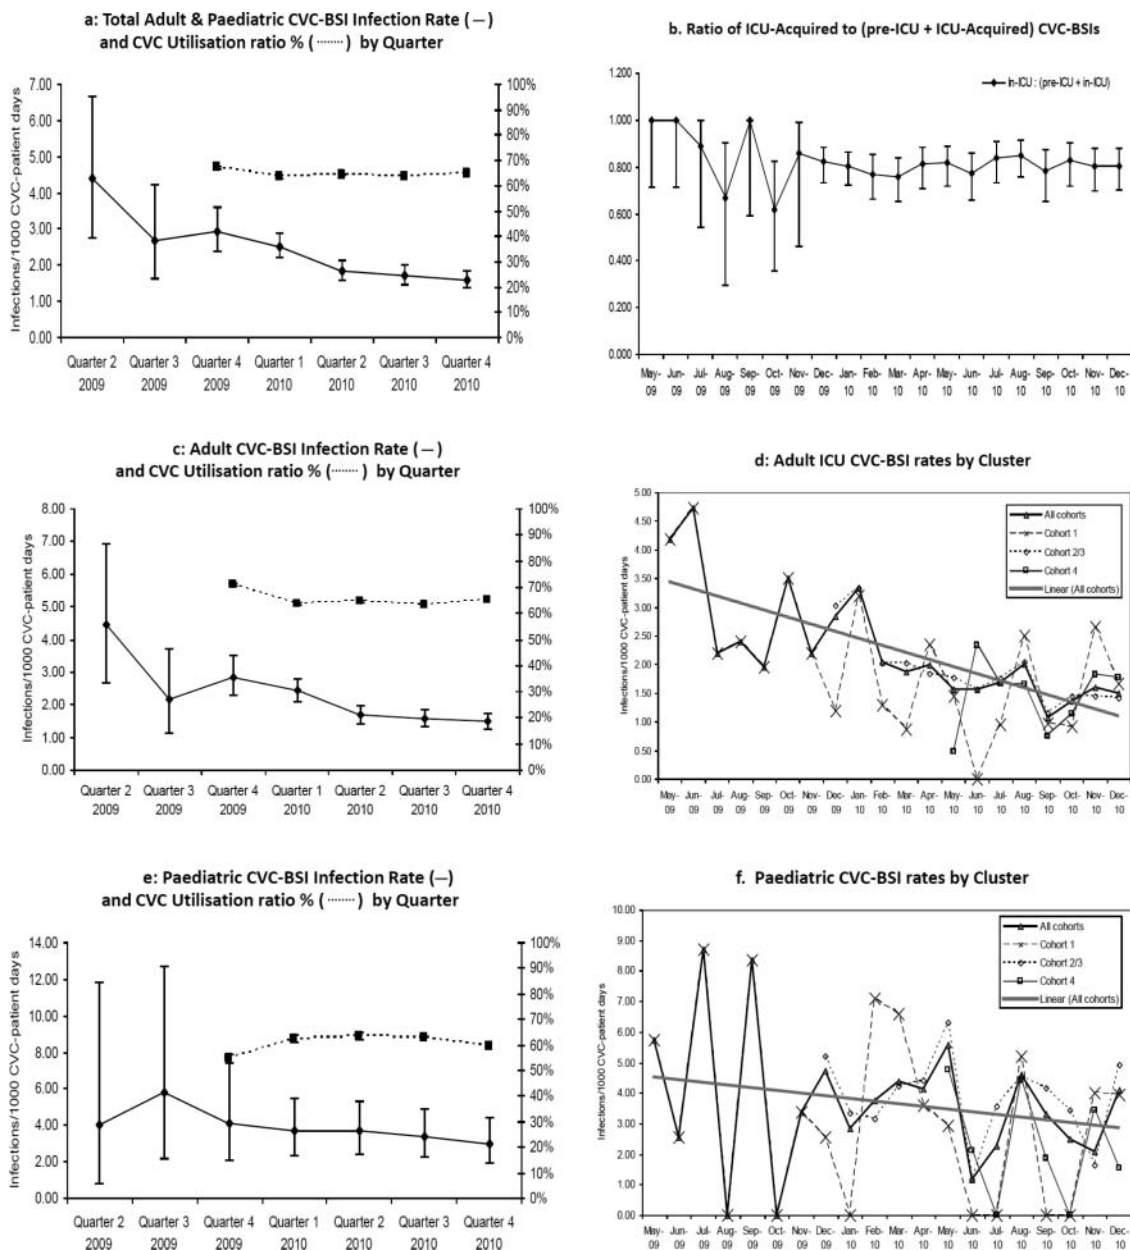 a: Total Adult & Paediatric CVC-BSI Infection Rate (—)
and CVC Utilisation ratio % (········) by Quarter
Infections/1000 CVC-patient days
7.00
6.00
5.00
4.00
3.00
2.00
1.00
0.00
100%
90%
80%
70%
60%
50%
40%
30%
20%
10%
0%
Quarter 2 Quarter 3 Quarter 4 Quarter 1 Quarter 2 Quarter 3 Quarter 4
2009 2009 2009 2010 2010 2010 2010
b. Ratio of ICU-Acquired to (pre-ICU + ICU-Acquired) CVC-BSIs
In-ICU : (pre-ICU + in-ICU)
1.200
1.000
0.800
0.600
0.400
0.200
0.000
May- Jun- Jul- Aug- Sep- Oct- Nov- Dec- Jan- Feb- Mar- Apr- May- Jun- Jul- Aug- Sep- Oct- Nov- Dec-
09 09 09 09 09 09 09 09 10 10 10 10 10 10 10 10 10 10 10 10
c: Adult CVC-BSI Infection Rate (—)
and CVC Utilisation ratio % (········) by Quarter
Infections/1000 CVC-patient days
8.00
7.00
6.00
5.00
4.00
3.00
2.00
1.00
0.00
100%
90%
80%
70%
60%
50%
40%
30%
20%
10%
0%
Quarter 2 Quarter 3 Quarter 4 Quarter 1 Quarter 2 Quarter 3 Quarter 4
2009 2009 2009 2010 2010 2010 2010
d: Adult ICU CVC-BSI rates by Cluster
Infections/1000 CVC-patient days
5.00
4.50
4.00
3.50
3.00
2.50
2.00
1.50
1.00
0.50
0.00
All cohorts
Cohort 1
Cohort 2/3
Cohort 4
Linear (All cohorts)
May- Jun- Jul- Aug- Sep- Oct- Nov- Dec- Jan- Feb- Mar- Apr- May- Jun- Jul- Aug- Sep- Oct- Nov- Dec-
09 09 09 09 09 09 09 09 10 10 10 10 10 10 10 10 10 10 10 10
e: Paediatric CVC-BSI Infection Rate (—)
and CVC Utilisation ratio % (········) by Quarter
Infections/1000 CVC-patient days
14.00
12.00
10.00
8.00
6.00
4.00
2.00
0.00
100%
90%
80%
70%
60%
50%
40%
30%
20%
10%
0%
Quarter 2 Quarter 3 Quarter 4 Quarter 1 Quarter 2 Quarter 3 Quarter 4
2009 2009 2009 2010 2010 2010 2010
f. Paediatric CVC-BSI rates by Cluster
Infections/1000 CVC-patient days
10.00
9.00
8.00
7.00
6.00
5.00
4.00
3.00
2.00
1.00
0.00
All cohorts
Cohort 1
Cohort 2/3
Cohort 4
Linear (All cohorts)
May- Jun- Jul- Aug- Sep- Oct- Nov- Dec- Jan- Feb- Mar- Apr- May- Jun- Jul- Aug- Sep- Oct- Nov- Dec-
09 09 09 09 09 09 09 09 10 10 10 10 10 10 10 10 10 10 10 10